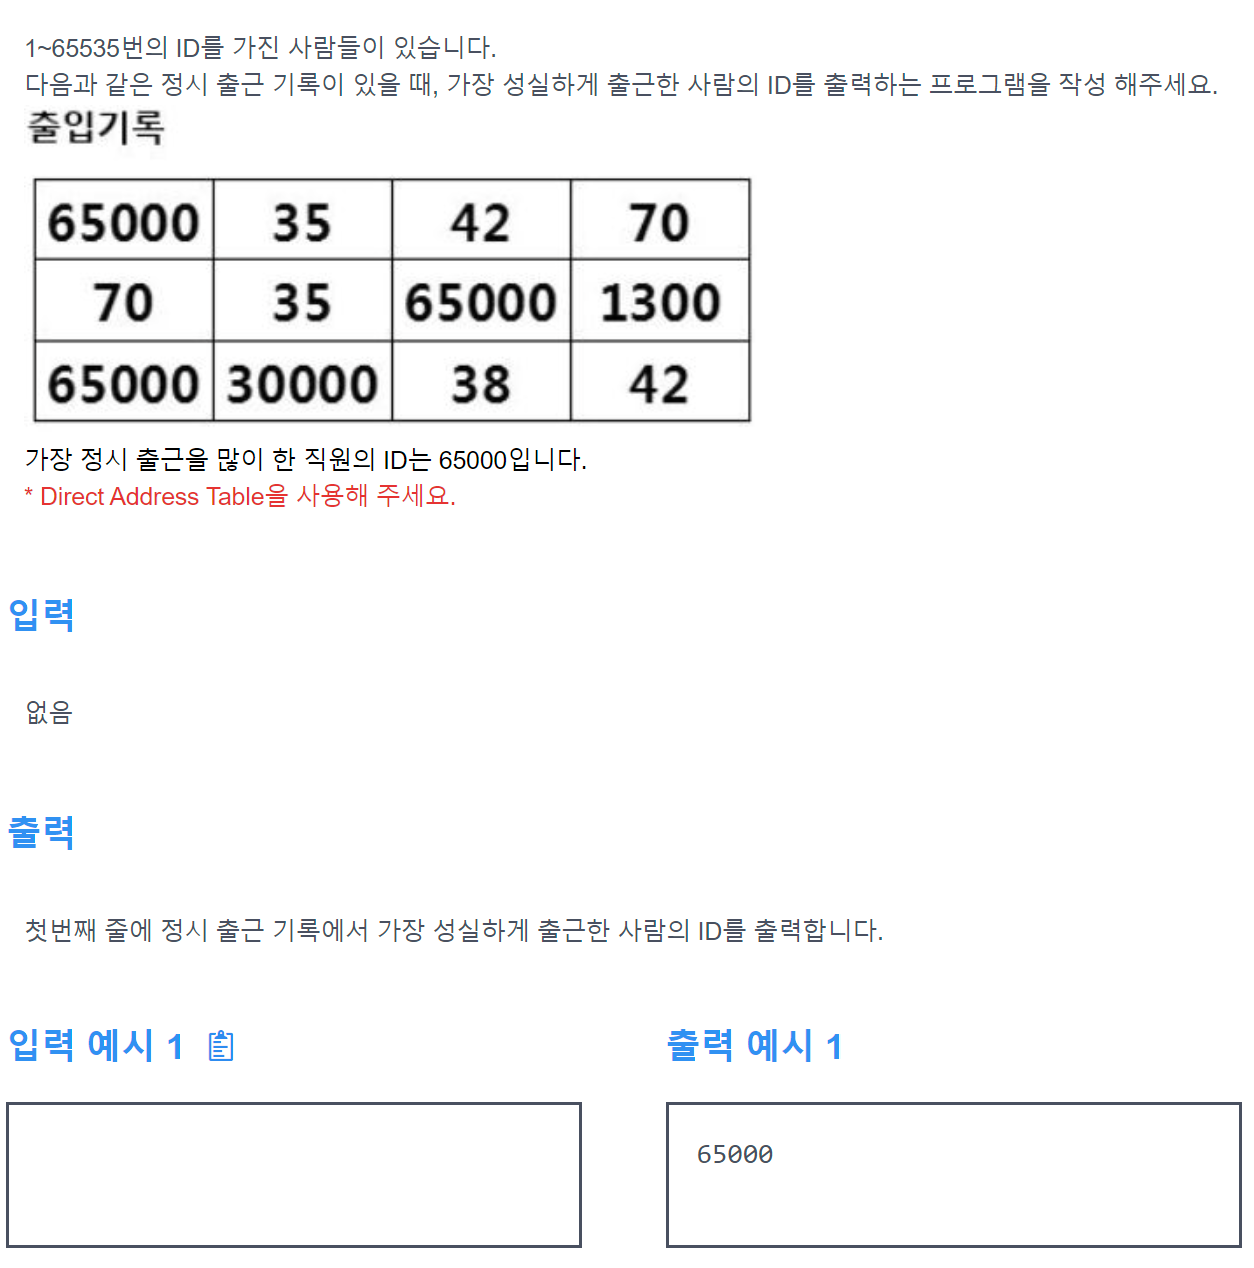 1~65535번의 ID를 가진 사람들이 있습니다.
다음과 같은 정시 출근 기록이 있을 때, 가장 성실하게 출근한 사람의 ID를 출력하는 프로그램을 작성 해주세요.
출입기록
65000 35 42 70
70 35 65000 1300
65000 30000 38 42
가장 정시 출근을 많이 한 직원의 ID는 65000입니다.
* Direct Address Table을 사용해 주세요.
입력
없음
출력
첫번째 줄에 정시 출근 기록에서 가장 성실하게 출근한 사람의 ID를 출력합니다.
입력 예시 1
출력 예시 1
65000